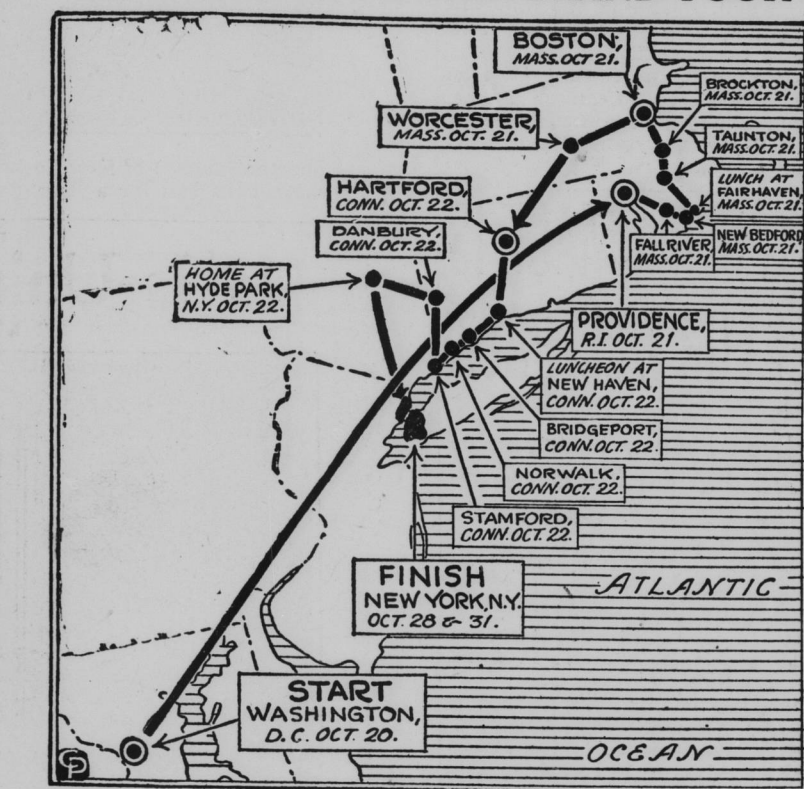 BOSTON,
MASS. OCT 21.
BROCKTON,
MASS. OCT. 21.
WORCESTER,
MASS. OCT. 21.
TAUNTON,
MASS. OCT. 21.
LUNCH AT
FAIRHAVEN,
MASS. OCT. 21.
HARTFORD,
CONN. OCT. 22.
DANBURY,
CONN. OCT. 22.
NEW BEDFORD
MASS. OCT. 21.
FALL RIVER,
MASS. OCT. 21.
HOME AT
HYDE PARK,
N.Y. OCT. 22.
PROVIDENCE,
R.I. OCT. 21.
LUNCHEON AT
NEW HAVEN,
CONN. OCT. 22.
BRIDGEPORT,
CONN. OCT. 22.
NORWALK,
CONN. OCT. 22.
STAMFORD,
CONN. OCT. 22.
FINISH
NEW YORK, N.Y.
OCT. 28 & 31.
ATLANTIC
START
WASHINGTON,
D.C. OCT 20.
OCEAN
CP